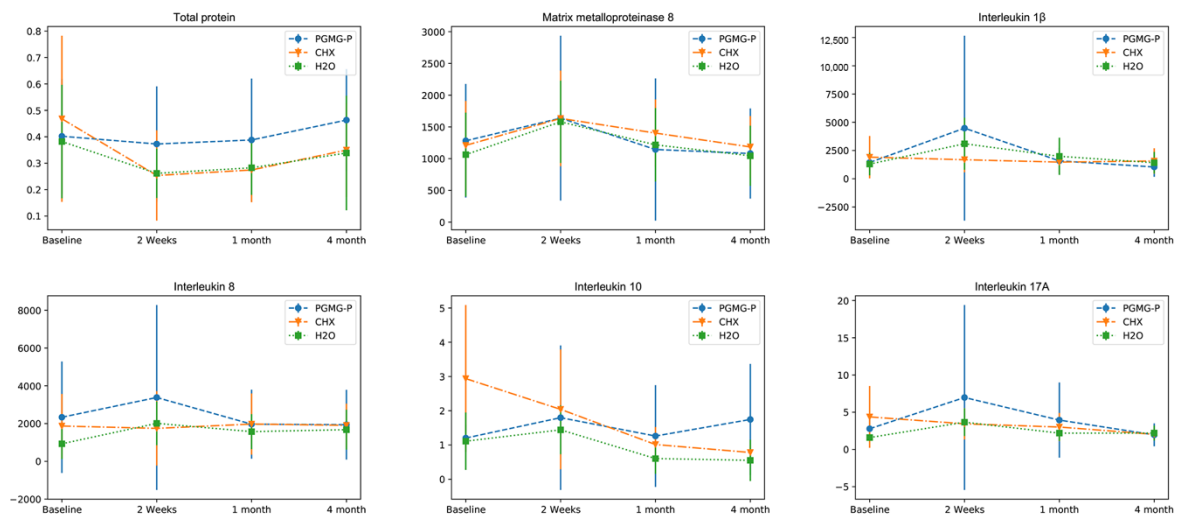 Total protein
0.8
0.7
0.6
0.5
0.4
0.3
0.2
0.1
PGMG-P
CHX
H2O
Baseline 2 Weeks 1 month 4 month
Matrix metalloproteinase 8
3000
2500
2000
1500
1000
500
0
PGMG-P
CHX
H2O
Baseline 2 Weeks 1 month 4 month
Interleukin 1β
12,500
10,000
7,500
5000
2500
0
−2500
PGMG-P
CHX
H2O
Baseline 2 Weeks 1 month 4 month
Interleukin 8
8000
6000
4000
2000
0
−2000
PGMG-P
CHX
H2O
Baseline 2 Weeks 1 month 4 month
Interleukin 10
5
4
3
2
1
0
PGMG-P
CHX
H2O
Baseline 2 Weeks 1 month 4 month
Interleukin 17A
20
15
10
5
0
−5
PGMG-P
CHX
H2O
Baseline 2 Weeks 1 month 4 month